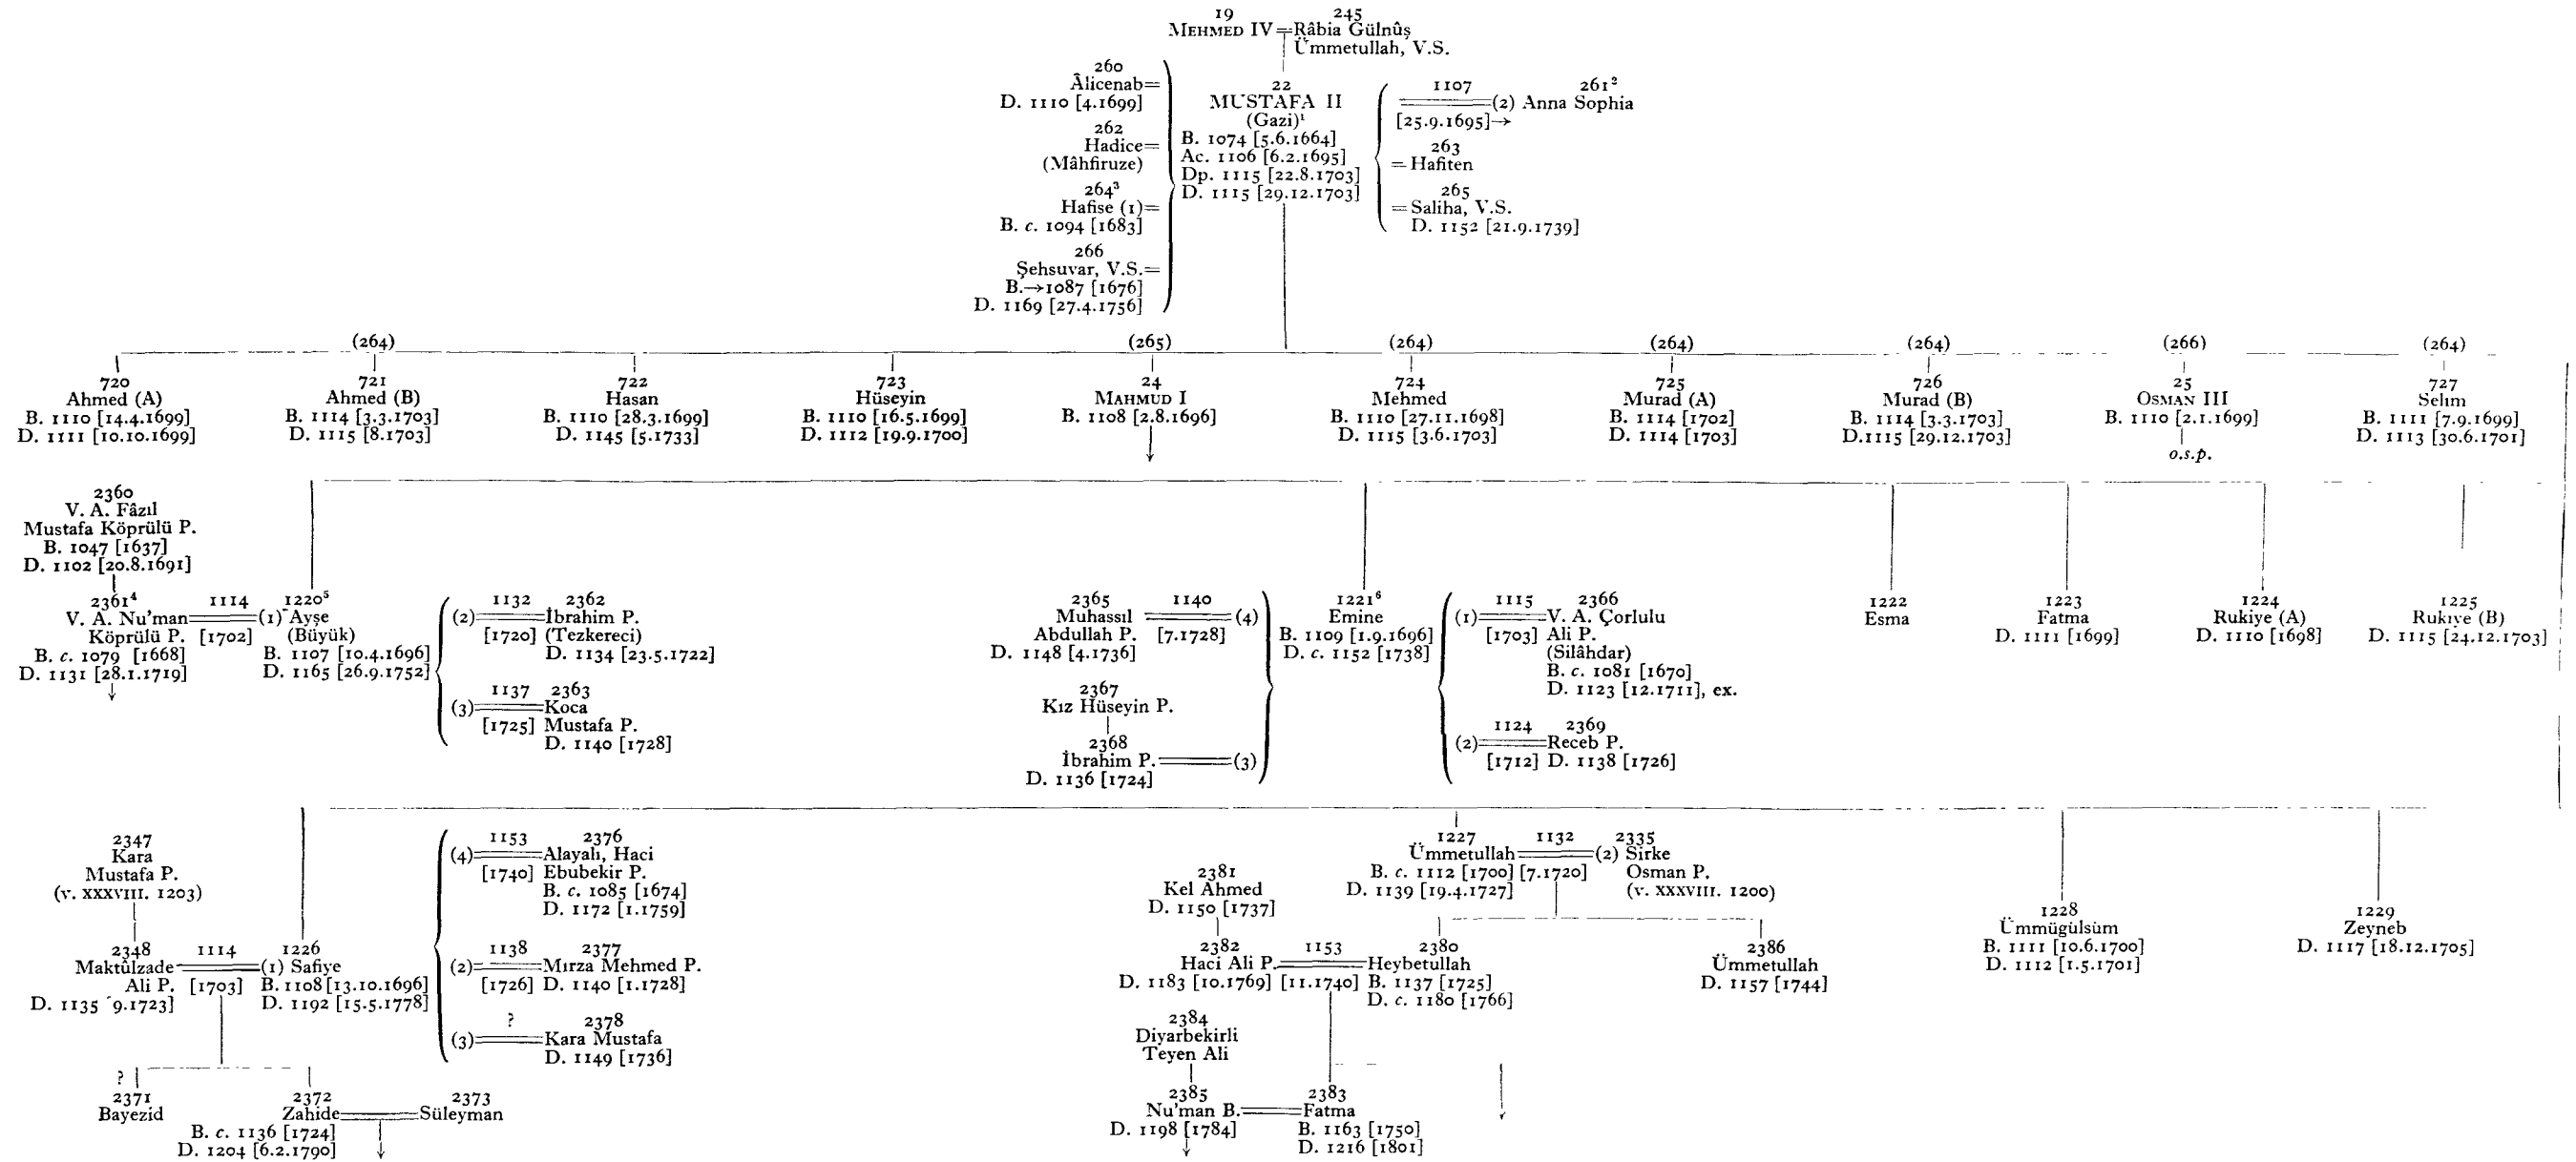 19
245
MEHMED IV=Râbia Gülnûş
Ümmetullah, V.S.
260
Âlicenab=
D. 1110 [4.1699]
262
Hadice=
(Mâhfiruze)
264³
Hafise (1)=
B. c. 1094 [1683]
266
Şehsuvar, V.S.=
B.→1087 [1676]
D. 1169 [27.4.1756]
22
MUSTAFA II
(Gazi)¹
B. 1074 [5.6.1664]
Ac. 1106 [6.2.1695]
Dp. 1115 [22.8.1703]
D. 1115 [29.12.1703]
1107
261²
(2) Anna Sophia
[25.9.1695]→
263
=Hafiten
265
=Saliha, V.S.
D. 1152 [21.9.1739]
(264)
(265)
(264)
(264)
(264)
(266)
(264)
720
Ahmed (A)
B. 1110 [14.4.1699]
D. 1111 [10.10.1699]
721
Ahmed (B)
B. 1114 [3.3.1703]
D. 1115 [8.1703]
722
Hasan
B. 1110 [28.3.1699]
D. 1145 [5.1733]
723
Hüseyin
B. 1110 [16.5.1699]
D. 1112 [19.9.1700]
24
MAHMUD I
B. 1108 [2.8.1696]
↓
724
Mehmed
B. 1110 [27.11.1698]
D. 1115 [3.6.1703]
725
Murad (A)
B. 1114 [1702]
D. 1114 [1703]
726
Murad (B)
B. 1114 [3.3.1703]
D.1115 [29.12.1703]
25
OSMAN III
B. 1110 [2.1.1699]
o.s.p.
727
Selım
B. 1111 [7.9.1699]
D. 1113 [30.6.1701]
2360
V. A. Fâzıl
Mustafa Köprülü P.
B. 1047 [1637]
D. 1102 [20.8.1691]
2361⁴
V. A. Nu'man
Köprülü P.
B. c. 1079 [1668]
D. 1131 [28.1.1719]
↓
1114
[1702]
1220⁵
(1) Ayşe
(Büyük)
B. 1107 [10.4.1696]
D. 1165 [26.9.1752]
1132
2362
(2) İbrahim P.
[1720] (Tezkereci)
D. 1134 [23.5.1722]
1137
2363
(3) Koca
[1725] Mustafa P.
D. 1140 [1728]
2365
Muhassıl
Abdullah P.
D. 1148 [4.1736]
1140
(4)
[7.1728]
2367
Kız Hüseyin P.
2368
İbrahim P.
(3)
D. 1136 [1724]
1221⁶
Emine
B. 1109 [1.9.1696]
D. c. 1152 [1738]
1115
2366
(1) V. A. Çorlulu
[1703] Ali P.
(Silâhdar)
B. c. 1081 [1670]
D. 1123 [12.1711], ex.
1124
2369
(2) Receb P.
[1712] D. 1138 [1726]
1222
Esma
1223
Fatma
D. 1111 [1699]
1224
Rukiye (A)
D. 1110 [1698]
1225
Rukiye (B)
D. 1115 [24.12.1703]
2347
Kara
Mustafa P.
(v. XXXVIII. 1203)
2348
Maktûlzade
Ali P.
D. 1135 9.1723]
1114
[1703]
1226
(1) Safiye
B. 1108 [13.10.1696]
D. 1192 [15.5.1778]
1153
2376
(4) Alayalı, Haci
[1740] Ebubekir P.
B. c. 1085 [1674]
D. 1172 [1.1759]
1138
2377
(2) Mırza Mehmed P.
[1726] D. 1140 [1.1728]
?
2378
(3) Kara Mustafa
D. 1149 [1736]
?
2371
Bayezid
2372
Zahide
B. c. 1136 [1724]
D. 1204 [6.2.1790]
2373
Süleyman
↓
1227
Ümmetullah
B. c. 1112 [1700]
D. 1139 [19.4.1727]
1132
[7.1720]
2335
(2) Sirke
Osman P.
(v. XXXVIII. 1200)
2381
Kel Ahmed
D. 1150 [1737]
2382
Haci Ali P.
D. 1183 [10.1769]
1153
[11.1740]
2380
Heybetullah
B. 1137 [1725]
D. c. 1180 [1766]
2386
Ümmetullah
D. 1157 [1744]
2384
Diyarbekirli
Teyen Ali
2385
Nu'man B.
D. 1198 [1784]
↓
2383
Fatma
B. 1163 [1750]
D. 1216 [1801]
↓
1228
Ümmügülsüm
B. 1111 [10.6.1700]
D. 1112 [1.5.1701]
1229
Zeyneb
D. 1117 [18.12.1705]